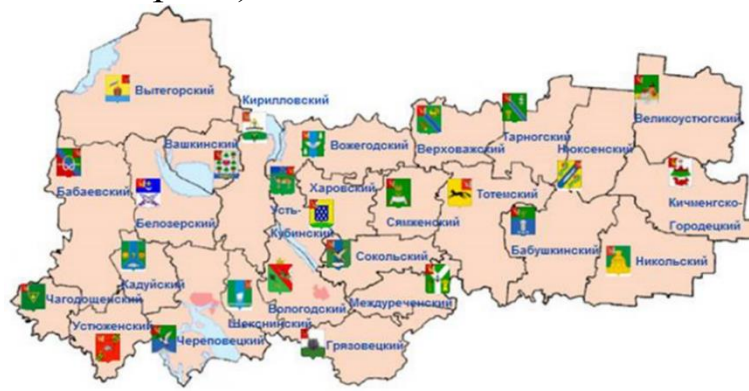 Вытегорский
Кирилловский
Великоустюгский
Вашкинский
Вожегодский
Верховажский
Тарногский
Нюксенский
Бабаевский
Белозерский
Усть-
Кубинский
Харовский
Сямженский
Тотемский
Кичменгско-
Городецкий
Бабушкинский
Сокольский
Никольский
Кадуйский
Чагодощенский
Шекснинский
Вологодский
Междуреченский
Устюженский
Череповецкий
Грязовецкий